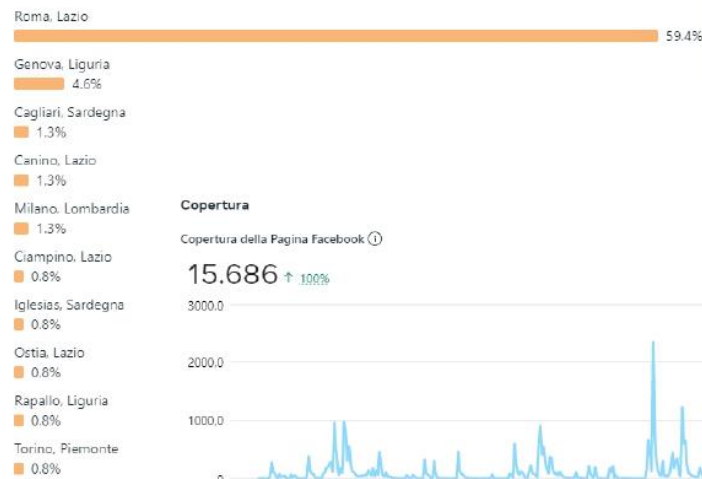 Roma, Lazio
59.4%
Genova, Liguria
4.6%
Cagliari, Sardegna
1.3%
Canino, Lazio
1.3%
Milano, Lombardia
1.3%
Ciampino, Lazio
0.8%
Iglesias, Sardegna
0.8%
Ostia, Lazio
0.8%
Rapallo, Liguria
0.8%
Torino, Piemonte
0.8%
Copertura
Copertura della Pagina Facebook
15.686 ↑ 100%
3000.0
2000.0
1000.0
0